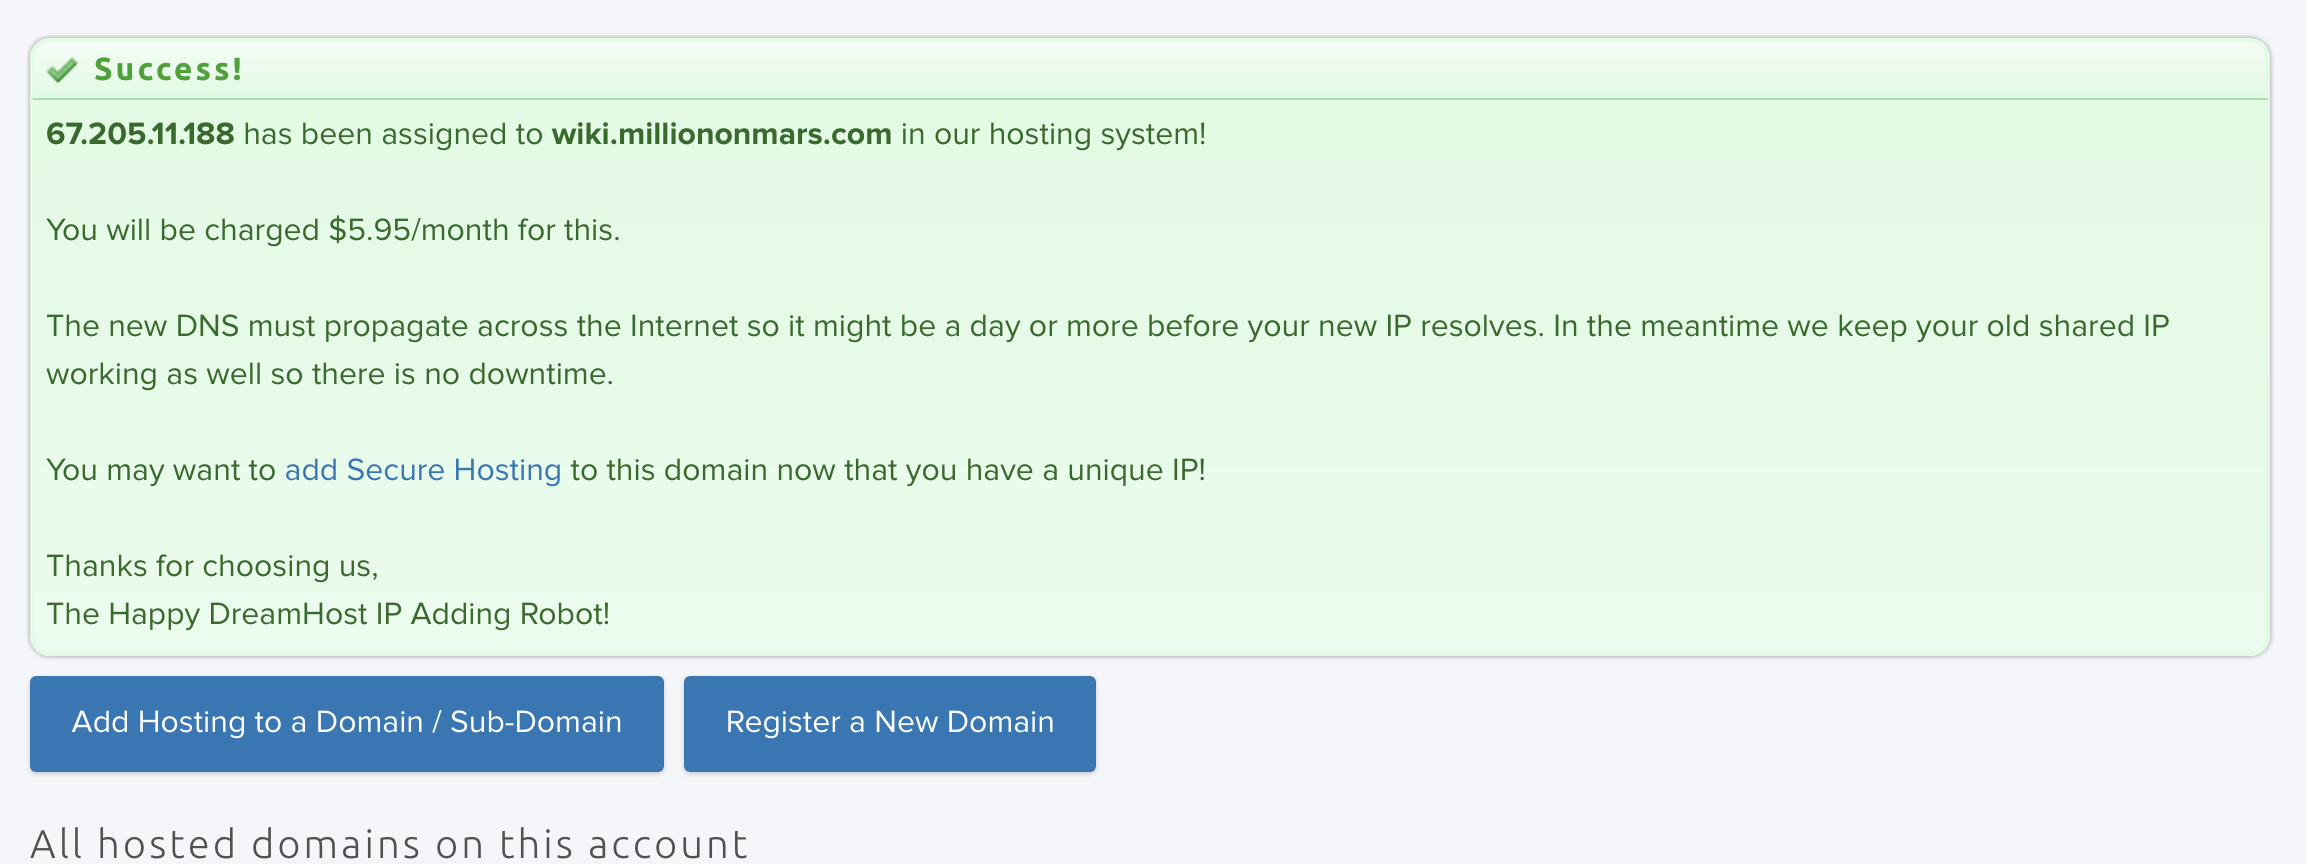 Success!
67.205.11.188 has been assigned to wiki.milliononmars.com in our hosting system!
You will be charged $5.95/month for this.
The new DNS must propagate across the Internet so it might be a day or more before your new IP resolves. In the meantime we keep your old shared IP
working as well so there is no downtime.
You may want to add Secure Hosting to this domain now that you have a unique IP!
Thanks for choosing us,
The Happy DreamHost IP Adding Robot!
Add Hosting to a Domain / Sub-Domain
Register a New Domain
All hosted domains on this account